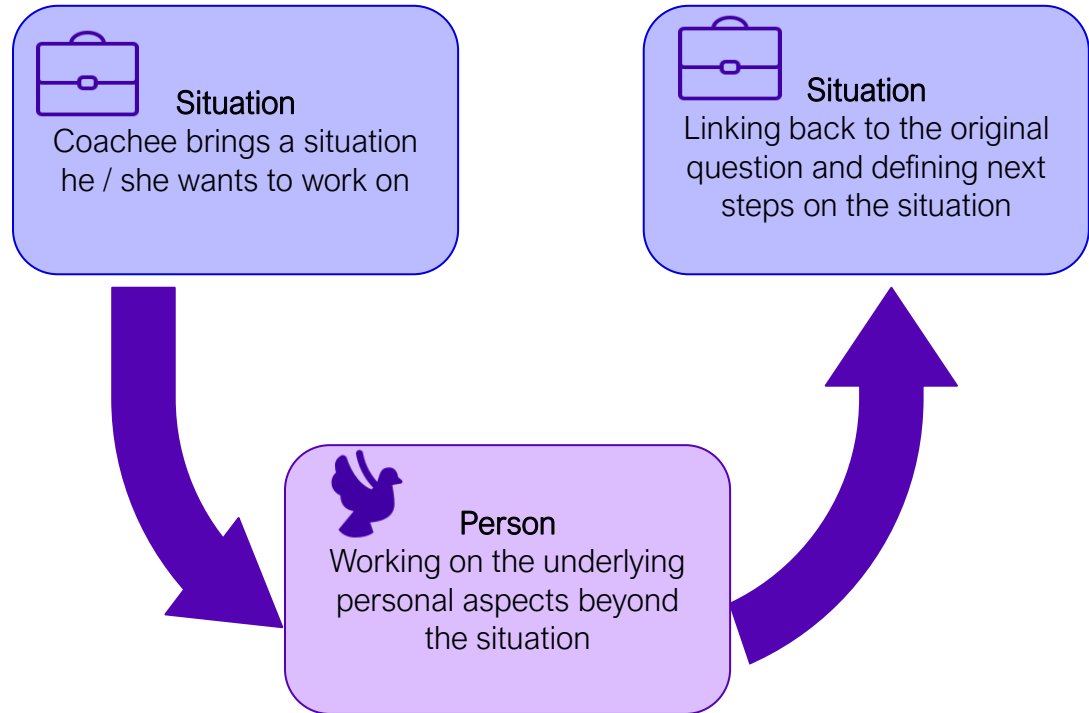 Situation
Coachee brings a situation
he / she wants to work on
Situation
Linking back to the original
question and defining next
steps on the situation
Person
Working on the underlying
personal aspects beyond
the situation